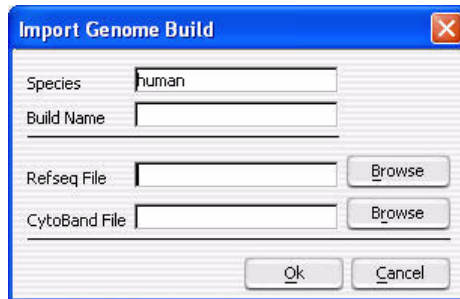 Import Genome Build
Species human
Build Name
Refseq File Browse
CytoBand File Browse
Ok Cancel